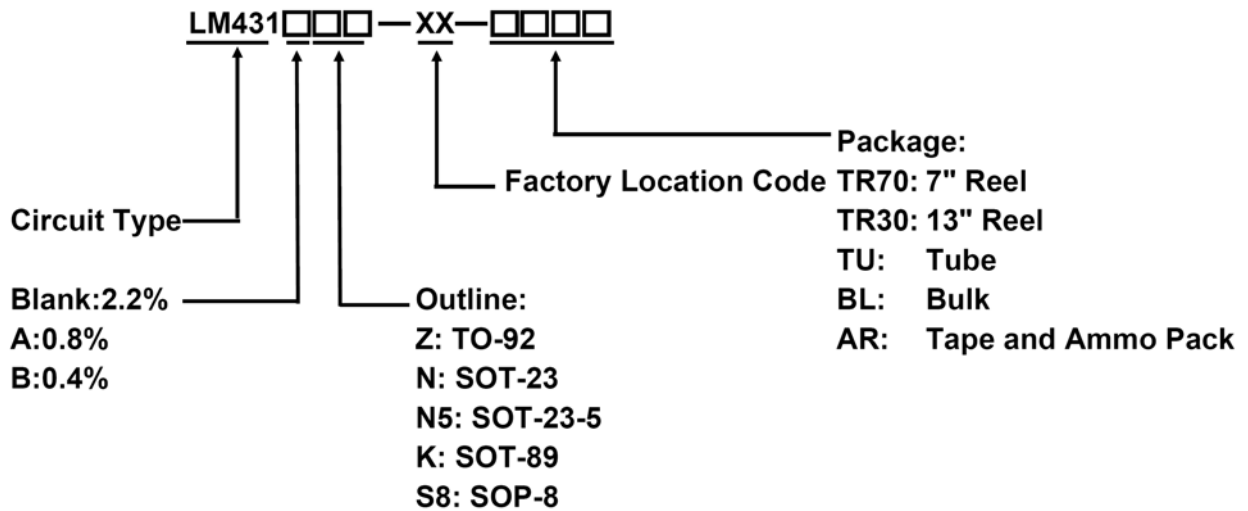 LM431□□□—XX—□□□□
Package:
Factory Location Code
TR70: 7" Reel
Circuit Type
TR30: 13" Reel
TU: Tube
Blank:2.2%
Outline:
BL: Bulk
A:0.8%
Z: TO-92
AR: Tape and Ammo Pack
B:0.4%
N: SOT-23
N5: SOT-23-5
K: SOT-89
S8: SOP-8